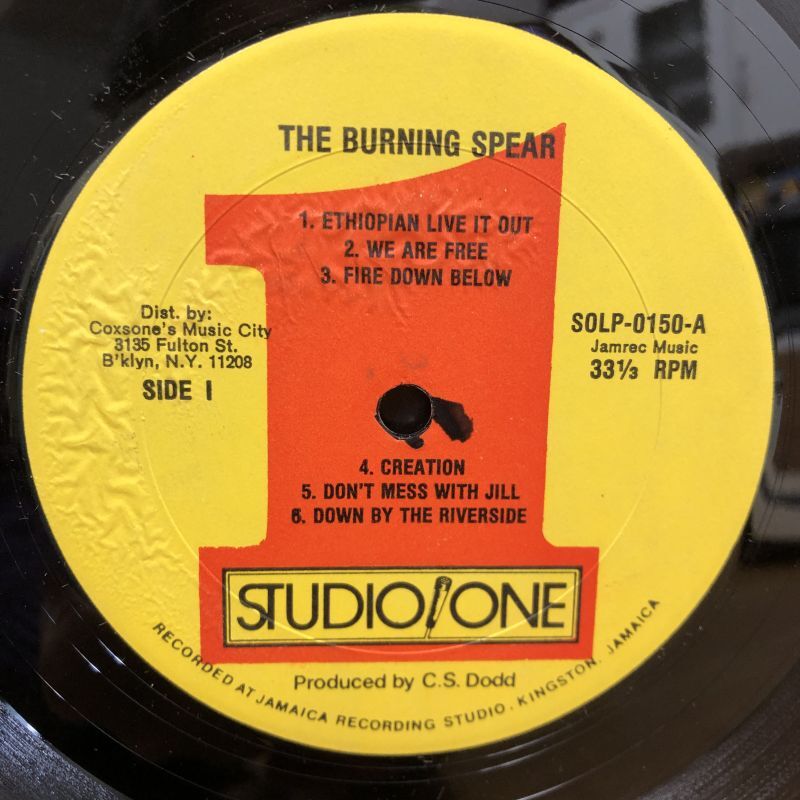 THE BURNING SPEAR
1. ETHIOPIAN LIVE IT OUT
2. WE ARE FREE
3. FIRE DOWN BELOW
Dist. by:
Coxsone's Music City
3135 Fulton St.
B'klyn, N.Y. 11208
SIDE I
SOLP-0150-A
Jamrec Music
33⅓ RPM
4. CREATION
5. DON'T MESS WITH JILL
6. DOWN BY THE RIVERSIDE
1
STUDIO ONE
Produced by C.S. Dodd
RECORDED AT JAMAICA RECORDING STUDIO. KINGSTON, JAMAICA